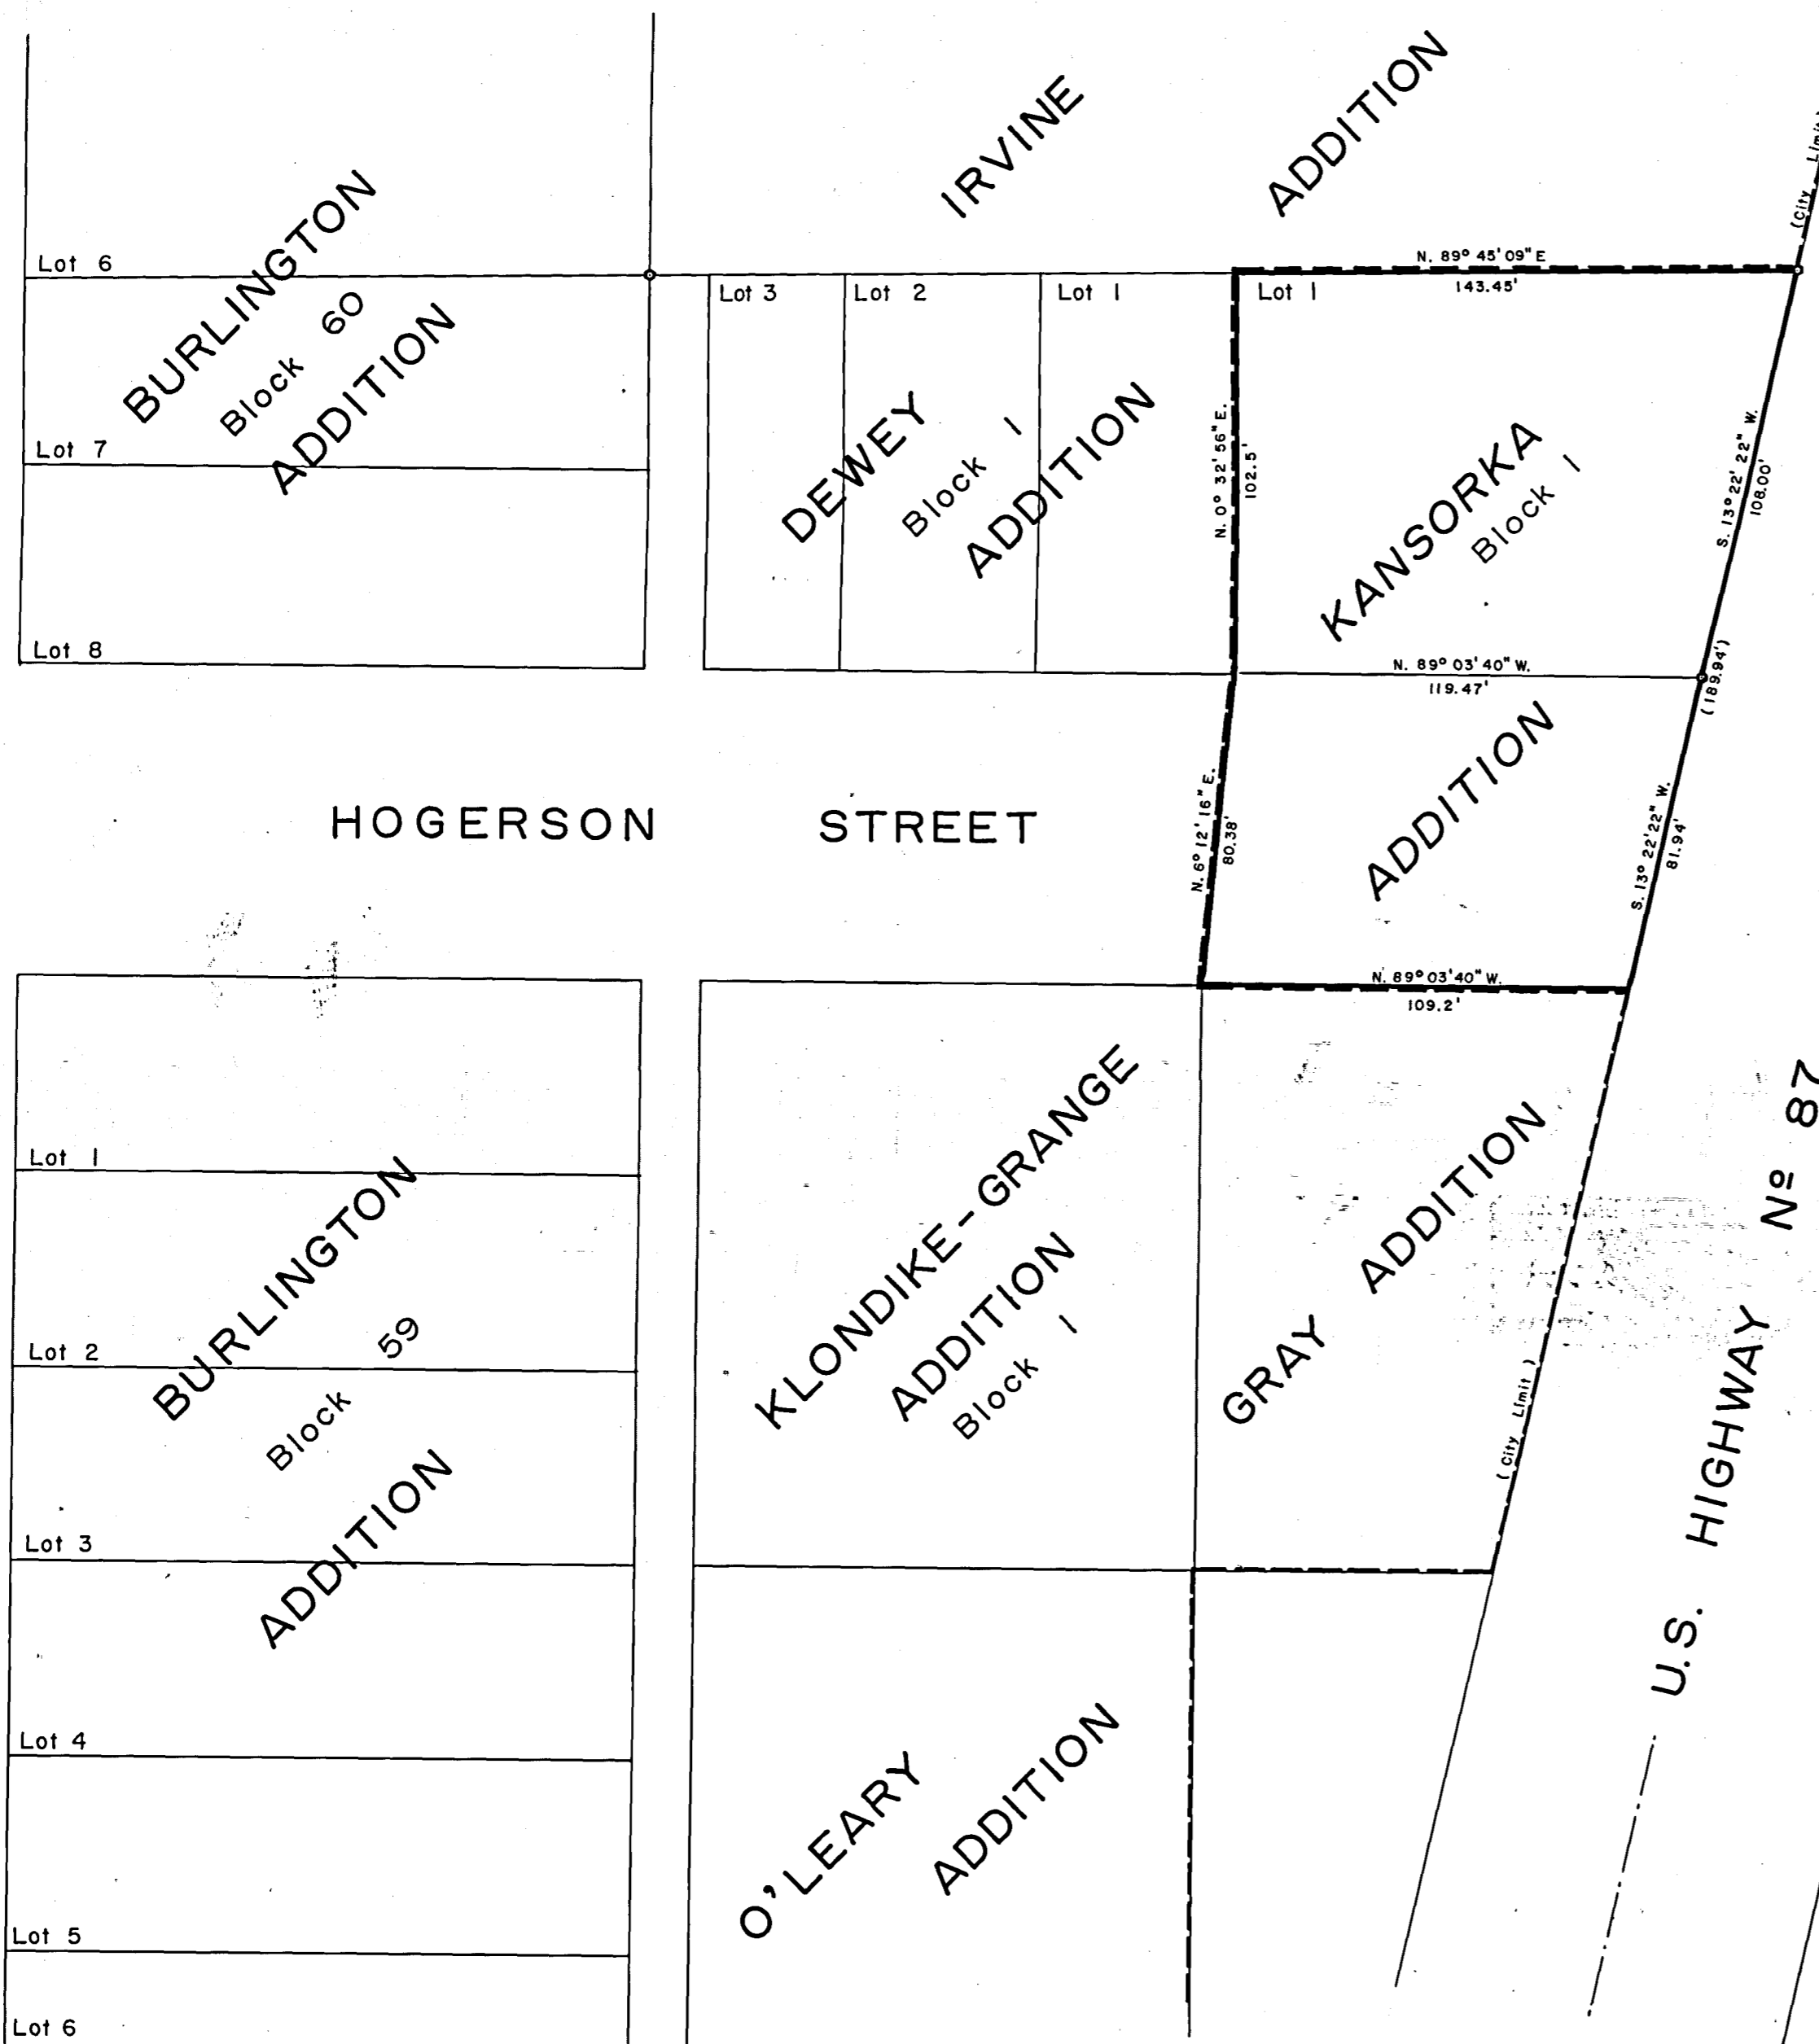 IRVINE ADDITION
(City Limit)
BURLINGTON
Block 60
ADDITION
Lot 6
Lot 7
Lot 8
Lot 3
Lot 2
Lot 1
DEWEY
Block 1
ADDITION
N. 89° 45' 09" E
143.45'
Lot 1
N. 0° 32' 56" E.
102.5'
KANSORKA
Block 1
ADDITION
S. 13° 22' 22" W.
108.00'
(189.94')
N. 89° 03' 40" W.
119.47'
HOGERSON STREET
N. 6° 12' 16" E.
80.38'
S. 13° 22' 22" W.
81.94'
N. 89° 03' 40" W.
109.2'
Lot 1
Lot 2
Lot 3
Lot 4
Lot 5
Lot 6
BURLINGTON
Block 59
ADDITION
KLONDIKE-GRANGE
ADDITION
Block 1
GRAY ADDITION
(City Limit)
O'LEARY
ADDITION
U.S. HIGHWAY Nº 87